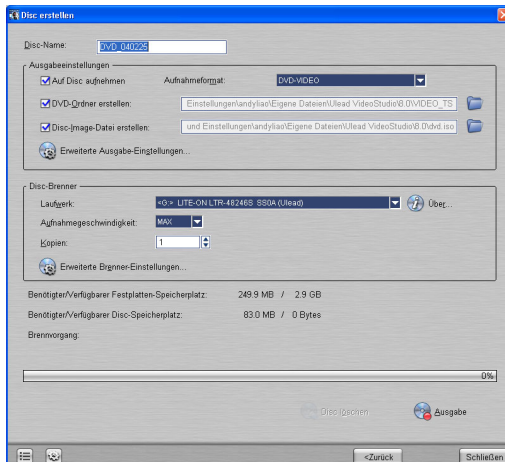 Disc erstellen
Disc-Name: DVD_040225
Ausgabeeinstellungen
Auf Disc aufnehmen Aufnahmeformat: DVD-VIDEO
DVD-Ordner erstellen: Einstellungen\andyliao\Eigene Dateien\Ulead VideoStudio\8.0\VIDEO_TS
Disc-Image-Datei erstellen: und Einstellungen\andyliao\Eigene Dateien\Ulead VideoStudio\8.0\dvd.iso
Erweiterte Ausgabe-Einstellungen...
Disc-Brenner
Laufwerk: <G:> LITE-ON LTR-48246S SS0A (Ulead) Über...
Aufnahmegeschwindigkeit: MAX
Kopien: 1
Erweiterte Brenner-Einstellungen...
Benötigter/Verfügbarer Festplatten-Speicherplatz: 249.9 MB / 2.9 GB
Benötigter/Verfügbarer Disc-Speicherplatz: 83.0 MB / 0 Bytes
Brennvorgang:
0%
Disc löschen Ausgabe
<Zurück Schließen